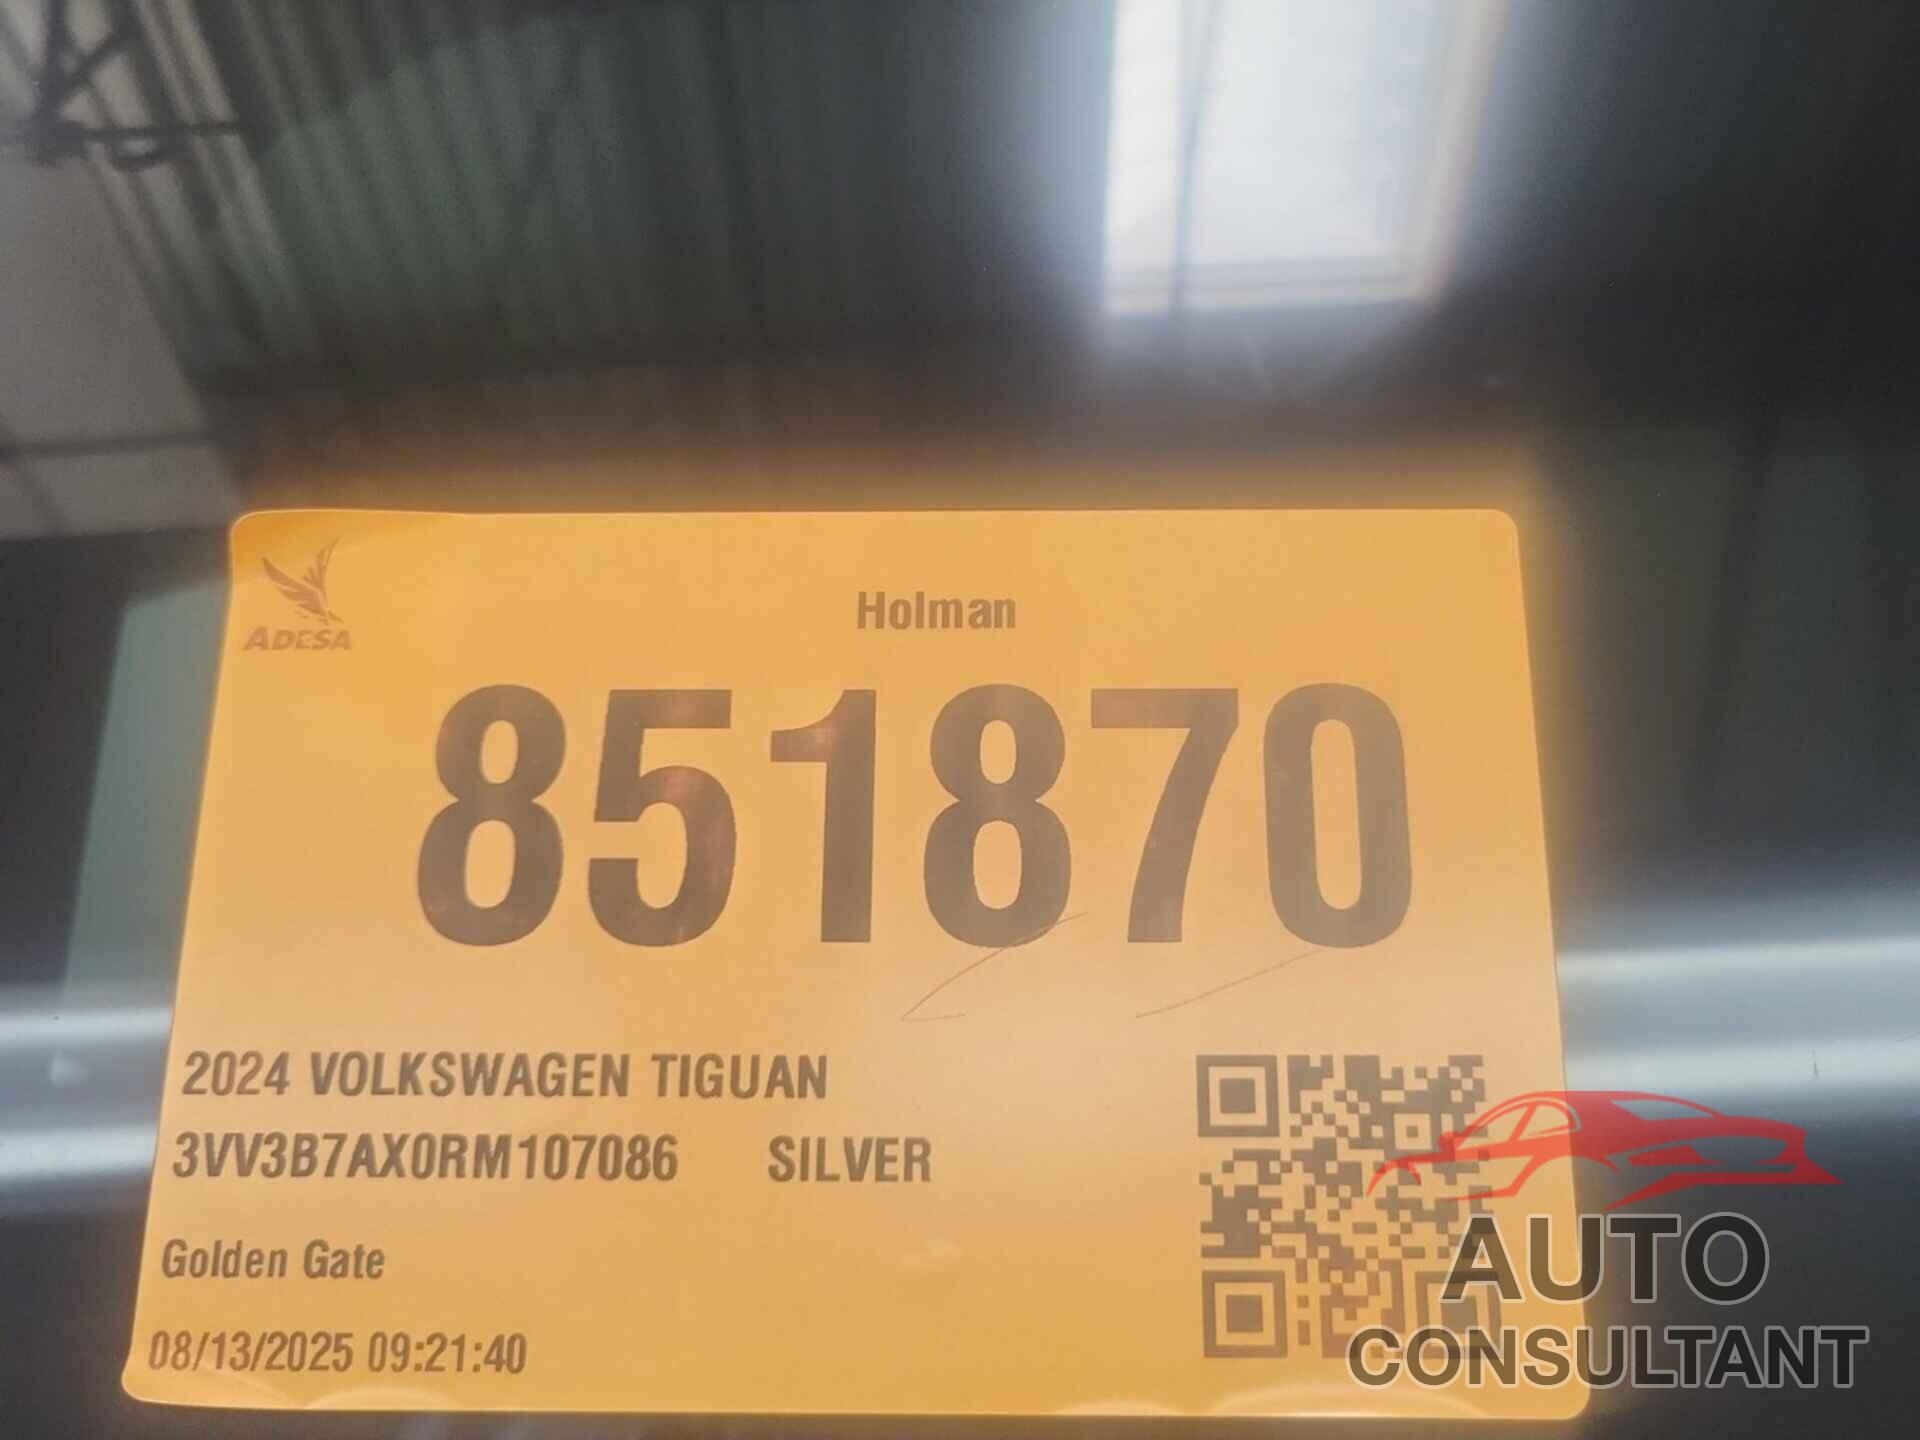 ADESA
Holman
851870
2024 VOLKSWAGEN TIGUAN
3VV3B7AX0RM107086 SILVER
Golden Gate
08/13/2025 09:21:40
AUTO
CONSULTANT